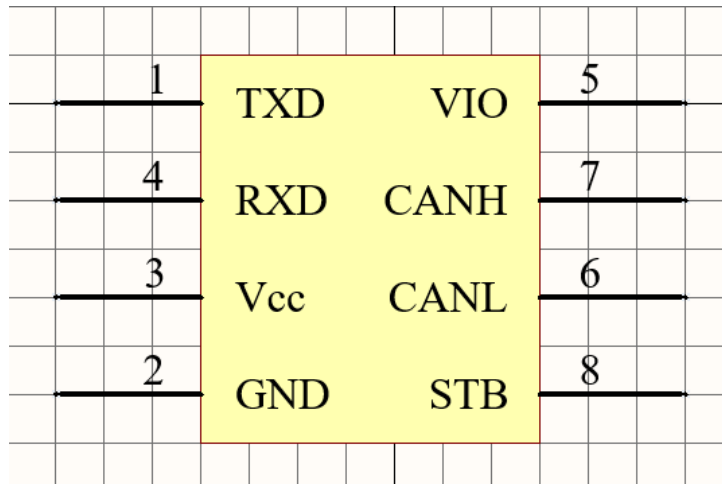 1 TXD VIO 5
4 RXD CANH 7
3 Vcc CANL 6
2 GND STB 8